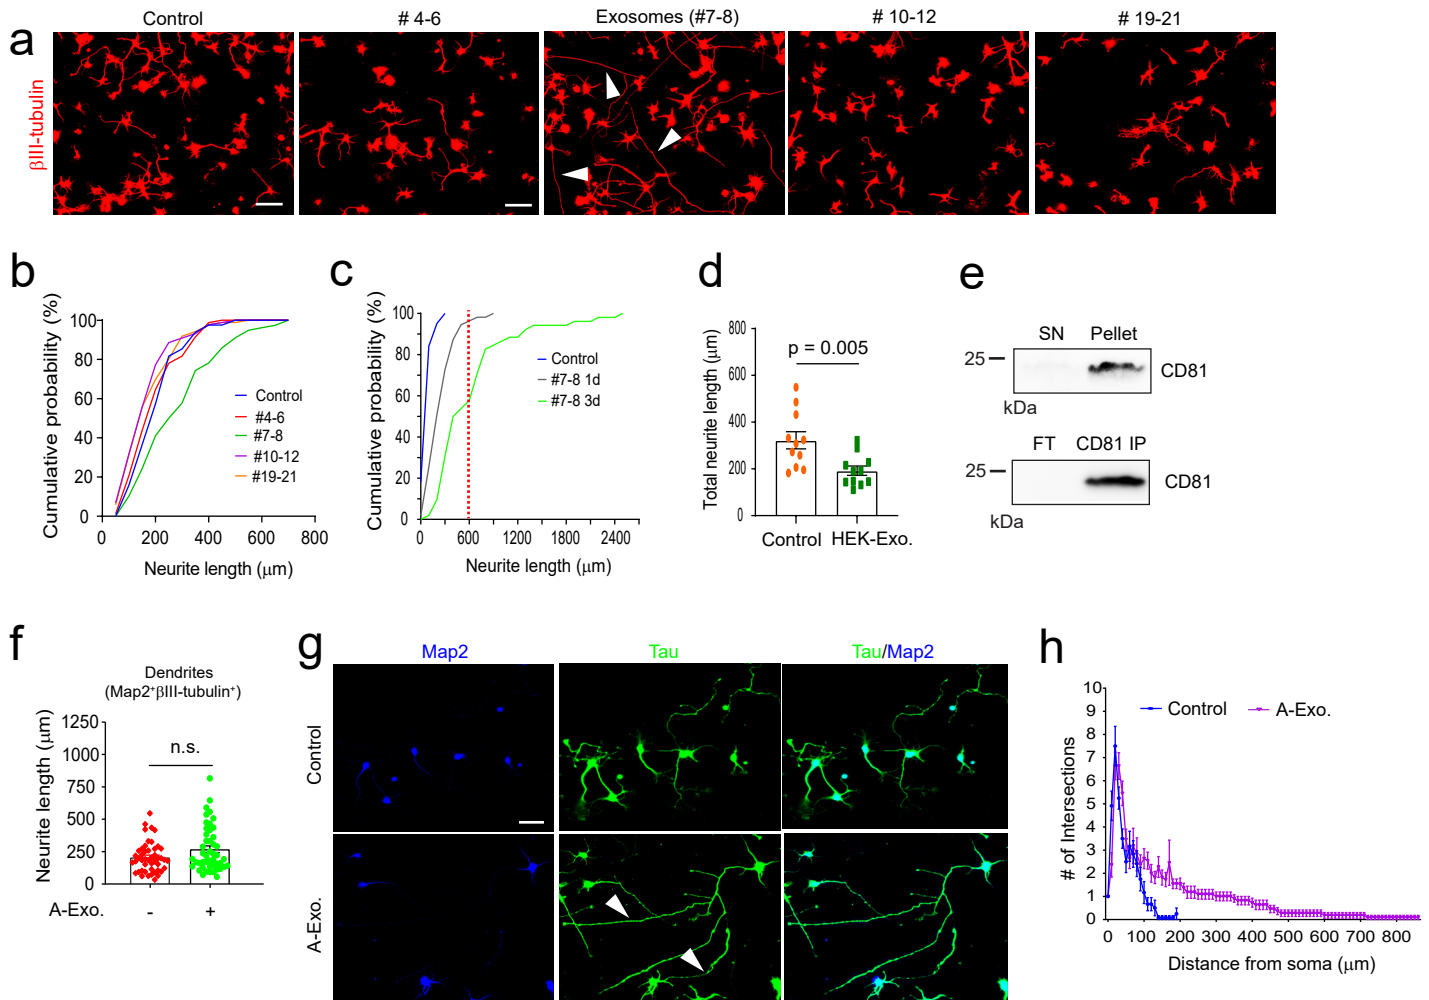 a
Control
# 4-6
Exosomes (#7-8)
# 10-12
# 19-21
βIII-tubulin
b
Cumulative probability (%)
100
80
60
40
20
0
0 200 400 600 800
Neurite length (μm)
Control
#4-6
#7-8
#10-12
#19-21
c
Cumulative probability (%)
100
80
60
40
20
0
0 600 1200 1800 2400
Neurite length (μm)
Control
#7-8 1d
#7-8 3d
d
Total neurite length (μm)
800
600
400
200
0
p = 0.005
Control HEK-Exo.
e
SN Pellet
25
CD81
kDa
FT CD81 IP
25
CD81
kDa
f
Dendrites
(Map2⁺βIII-tubulin⁺)
Neurite length (μm)
1250
1000
750
500
250
0
n.s.
A-Exo. - +
g
Map2
Tau
Tau/Map2
Control
A-Exo.
h
# of Intersections
10
9
8
7
6
5
4
3
2
1
0
Control
A-Exo.
0 100 200 300 400 500 600 700 800
Distance from soma (μm)